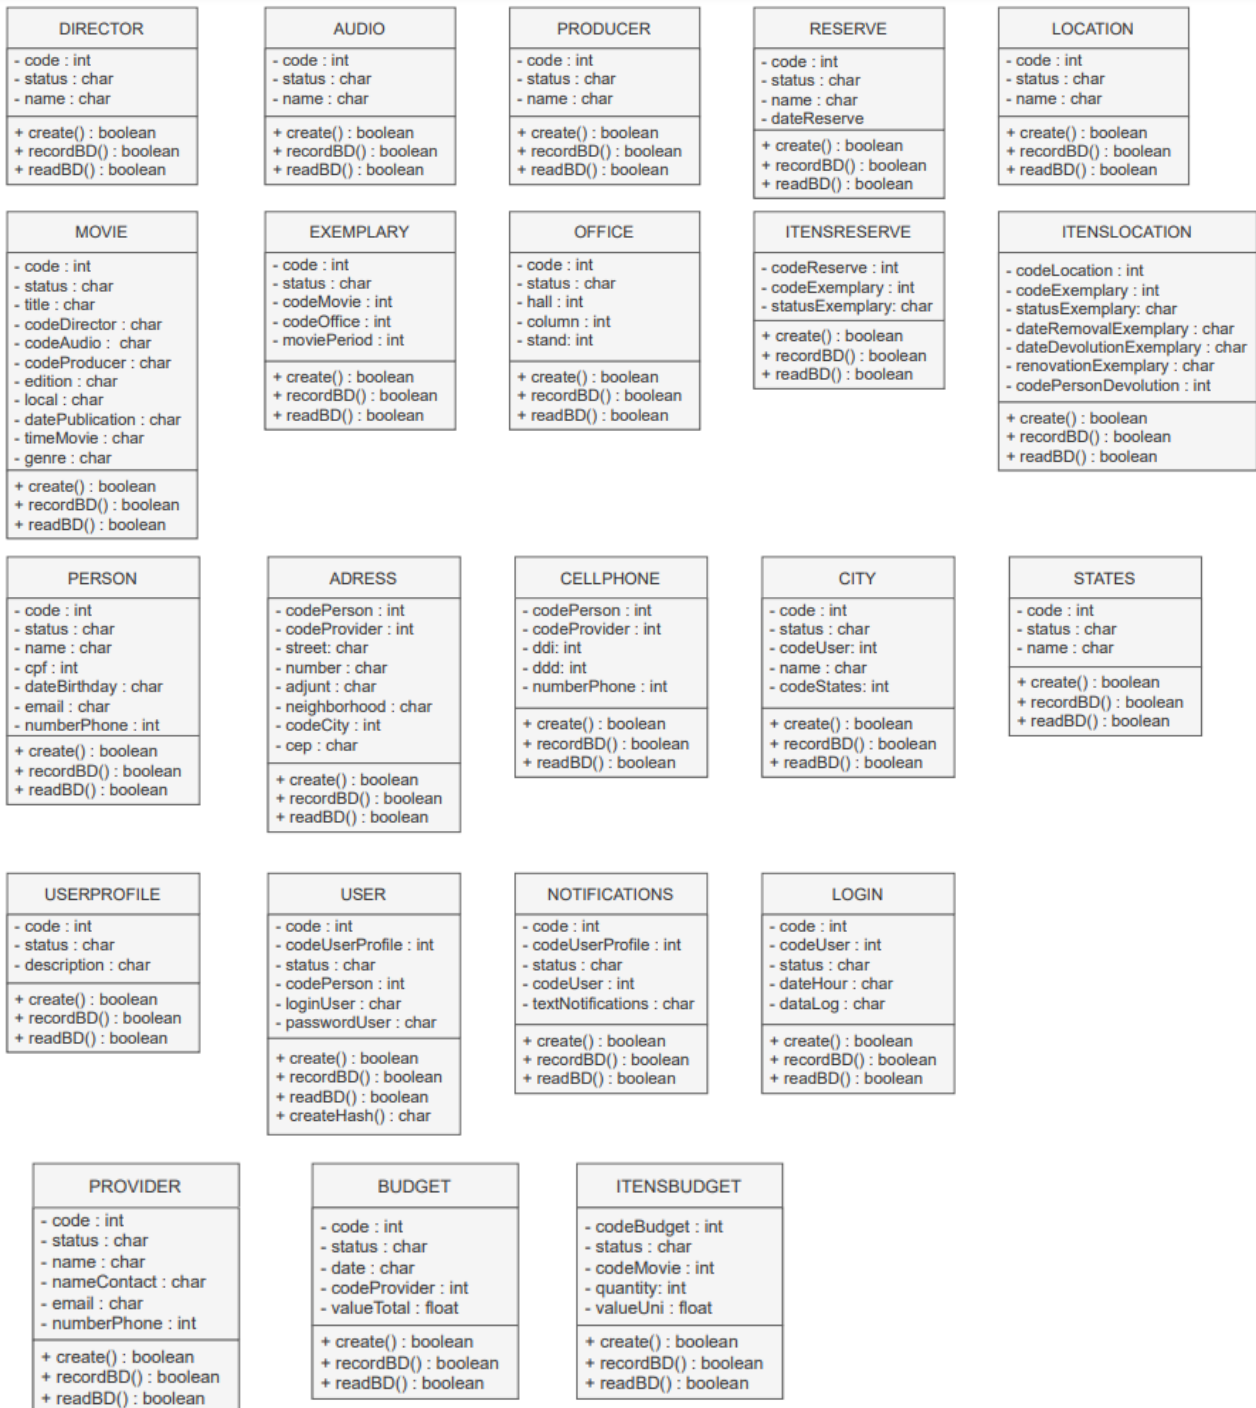 DIRECTOR
- code : int
- status : char
- name : char
+ create() : boolean
+ recordBD() : boolean
+ readBD() : boolean
AUDIO
- code : int
- status : char
- name : char
+ create() : boolean
+ recordBD() : boolean
+ readBD() : boolean
PRODUCER
- code : int
- status : char
- name : char
+ create() : boolean
+ recordBD() : boolean
+ readBD() : boolean
RESERVE
- code : int
- status : char
- name : char
- dateReserve
+ create() : boolean
+ recordBD() : boolean
+ readBD() : boolean
LOCATION
- code : int
- status : char
- name : char
+ create() : boolean
+ recordBD() : boolean
+ readBD() : boolean
MOVIE
- code : int
- status : char
- title : char
- codeDirector : char
- codeAudio : char
- codeProducer : char
- edition : char
- local : char
- datePublication : char
- timeMovie : char
- genre : char
+ create() : boolean
+ recordBD() : boolean
+ readBD() : boolean
EXEMPLARY
- code : int
- status : char
- codeMovie : int
- codeOffice : int
- moviePeriod : int
+ create() : boolean
+ recordBD() : boolean
+ readBD() : boolean
OFFICE
- code : int
- status : char
- hall : int
- column : int
- stand: int
+ create() : boolean
+ recordBD() : boolean
+ readBD() : boolean
ITENSRESERVE
- codeReserve : int
- codeExemplary : int
- statusExemplary: char
+ create() : boolean
+ recordBD() : boolean
+ readBD() : boolean
ITENSLOCATION
- codeLocation : int
- codeExemplary : int
- statusExemplary: char
- dateRemovalExemplary : char
- dateDevolutionExemplary : char
- renovationExemplary : char
- codePersonDevolution : int
+ create() : boolean
+ recordBD() : boolean
+ readBD() : boolean
PERSON
- code : int
- status : char
- name : char
- cpf : int
- dateBirthday : char
- email : char
- numberPhone : int
+ create() : boolean
+ recordBD() : boolean
+ readBD() : boolean
ADRESS
- codePerson : int
- codeProvider : int
- street: char
- number : char
- adjunt : char
- neighborhood : char
- codeCity : int
- cep : char
+ create() : boolean
+ recordBD() : boolean
+ readBD() : boolean
CELLPHONE
- codePerson : int
- codeProvider : int
- ddi: int
- ddd: int
- numberPhone : int
+ create() : boolean
+ recordBD() : boolean
+ readBD() : boolean
CITY
- code : int
- status : char
- codeUser: int
- name : char
- codeStates: int
+ create() : boolean
+ recordBD() : boolean
+ readBD() : boolean
STATES
- code : int
- status : char
- name : char
+ create() : boolean
+ recordBD() : boolean
+ readBD() : boolean
USERPROFILE
- code : int
- status : char
- description : char
+ create() : boolean
+ recordBD() : boolean
+ readBD() : boolean
USER
- code : int
- codeUserProfile : int
- status : char
- codePerson : int
- loginUser : char
- passwordUser : char
+ create() : boolean
+ recordBD() : boolean
+ readBD() : boolean
+ createHash() : char
NOTIFICATIONS
- code : int
- codeUserProfile : int
- status : char
- codeUser : int
- textNotifications : char
+ create() : boolean
+ recordBD() : boolean
+ readBD() : boolean
LOGIN
- code : int
- codeUser : int
- status : char
- dateHour : char
- dataLog : char
+ create() : boolean
+ recordBD() : boolean
+ readBD() : boolean
PROVIDER
- code : int
- status : char
- name : char
- nameContact : char
- email : char
- numberPhone : int
+ create() : boolean
+ recordBD() : boolean
+ readBD() : boolean
BUDGET
- code : int
- status : char
- date : char
- codeProvider : int
- valueTotal : float
+ create() : boolean
+ recordBD() : boolean
+ readBD() : boolean
ITENSBUDGET
- codeBudget : int
- status : char
- codeMovie : int
- quantity: int
- valueUni : float
+ create() : boolean
+ recordBD() : boolean
+ readBD() : boolean